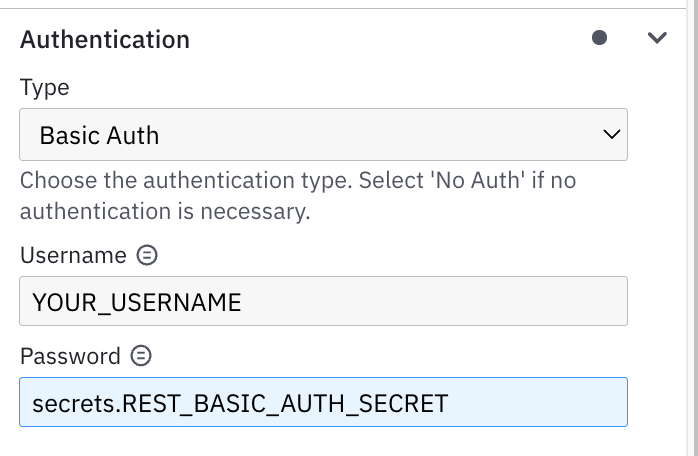 Authentication
Type
Basic Auth
Choose the authentication type. Select 'No Auth' if no
authentication is necessary.
Username
YOUR_USERNAME
Password
secrets.REST_BASIC_AUTH_SECRET